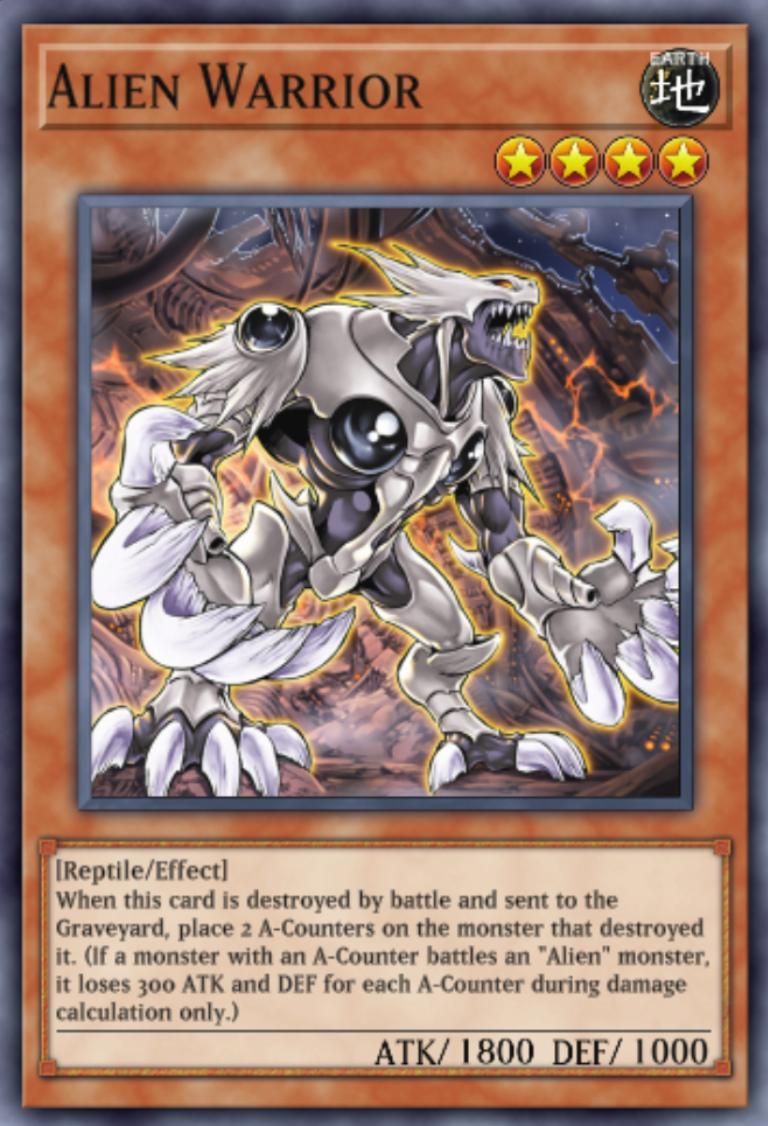 Alien Warrior
EARTH
地
[Reptile/Effect]
When this card is destroyed by battle and sent to the
Graveyard, place 2 A-Counters on the monster that destroyed
it. (If a monster with an A-Counter battles an "Alien" monster,
it loses 300 ATK and DEF for each A-Counter during damage
calculation only.)
ATK/ 1800 DEF/ 1000